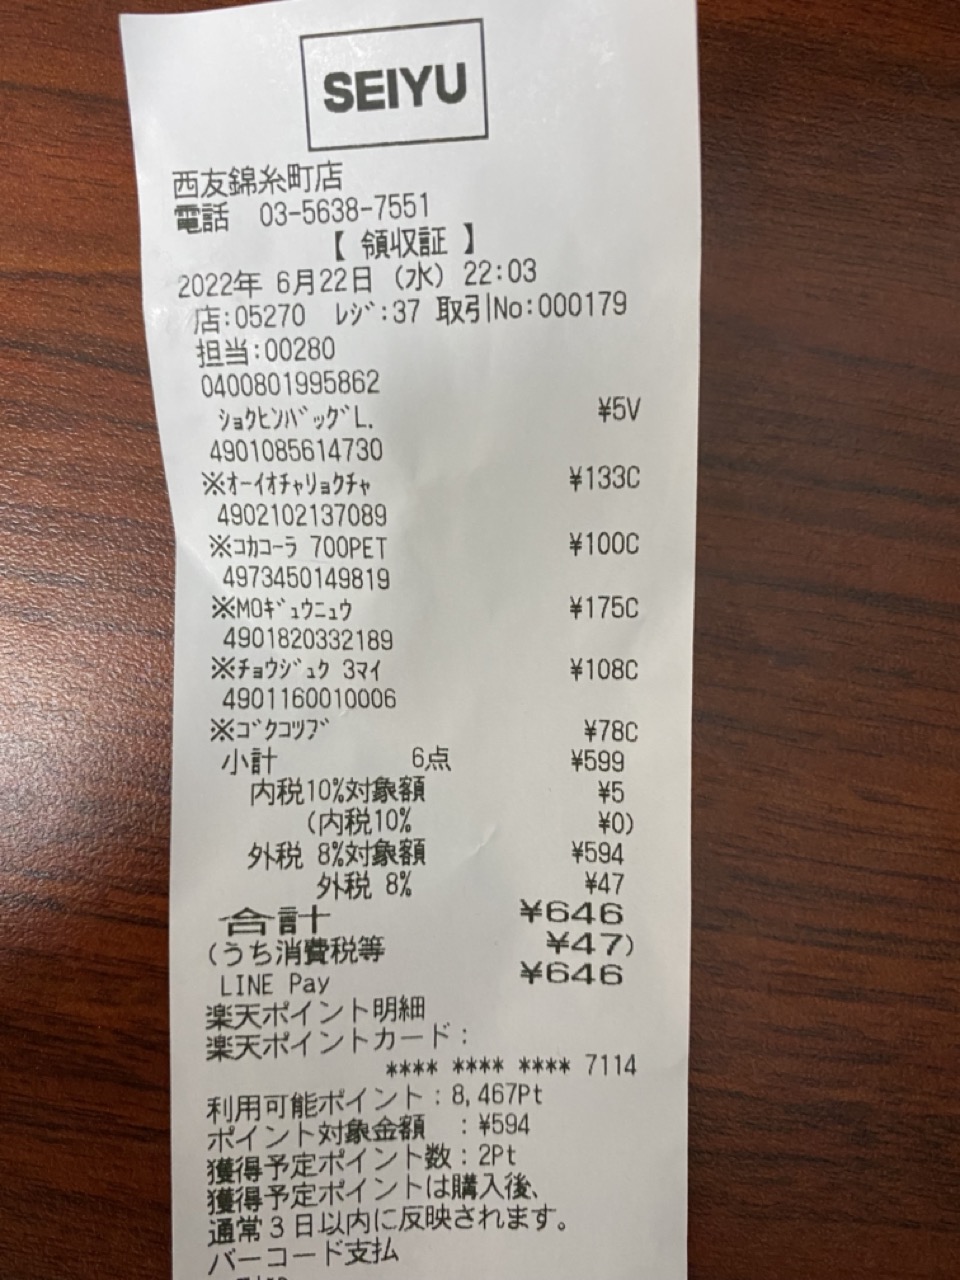 SEIYU
西友錦糸町店
電話 03-5638-7551
【 領収証 】
2022年 6月22日 (水) 22:03
店:05270 ﾚｼﾞ:37 取引No:000179
担当:00280
0400801995862
ｼｮｸﾋﾝﾊﾞｯｸﾞL. ¥5V
4901085614730
※ｵｰｲｵﾁｬﾘｮｸﾁｬ ¥133C
4902102137089
※ｺｶｺｰﾗ 700PET ¥100C
4973450149819
※MOｷﾞｭｳﾆｭｳ ¥175C
4901820332189
※ﾁｮｳｼﾞｭｸ 3ﾏｲ ¥108C
4901160010006
※ｺﾞｸｺﾂﾌﾞ ¥78C
小計 6点 ¥599
内税10%対象額 ¥5
(内税10% ¥0)
外税 8%対象額 ¥594
外税 8% ¥47
合計 ¥646
(うち消費税等 ¥47)
LINE Pay ¥646
楽天ポイント明細
楽天ポイントカード:
**** **** **** 7114
利用可能ポイント:8,467Pt
ポイント対象金額 :¥594
獲得予定ポイント数:2Pt
獲得予定ポイントは購入後、
通常3日以内に反映されます。
バーコード支払